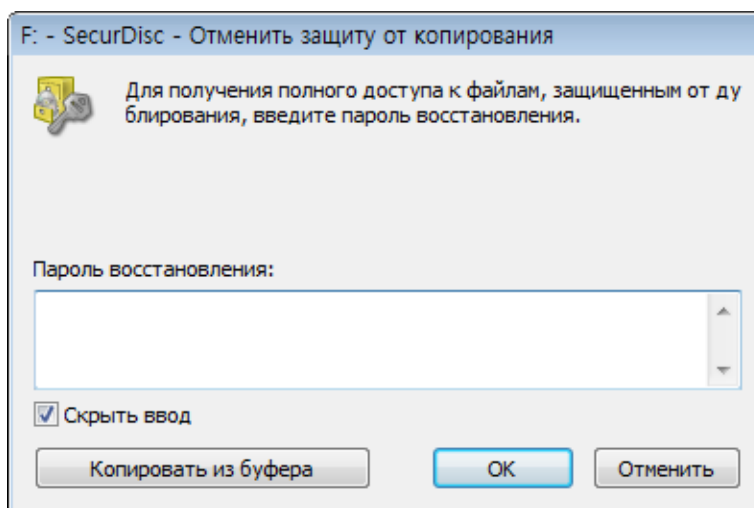 F: - SecurDisc - Отменить защиту от копирования
Для получения полного доступа к файлам, защищенным от ду
блирования, введите пароль восстановления.
Пароль восстановления:
Скрыть ввод
Копировать из буфера
OK
Отменить